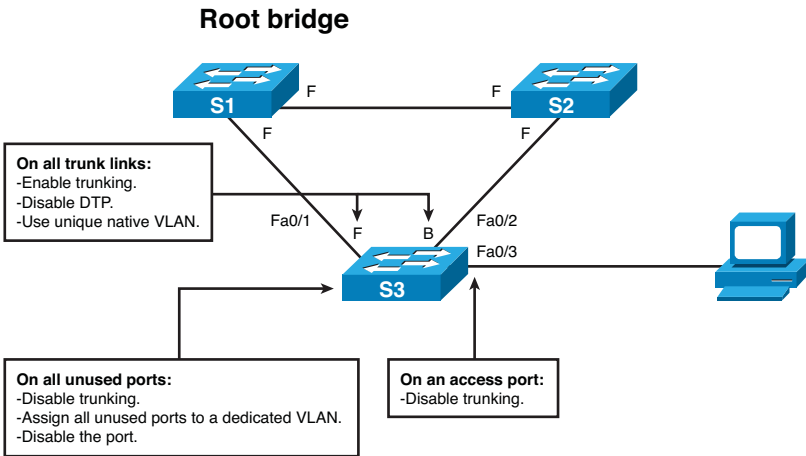 Root bridge
S1
F
F
S2
F
F
On all trunk links:
-Enable trunking.
-Disable DTP.
-Use unique native VLAN.
Fa0/1
F
B
Fa0/2
Fa0/3
S3
On all unused ports:
-Disable trunking.
-Assign all unused ports to a dedicated VLAN.
-Disable the port.
On an access port:
-Disable trunking.